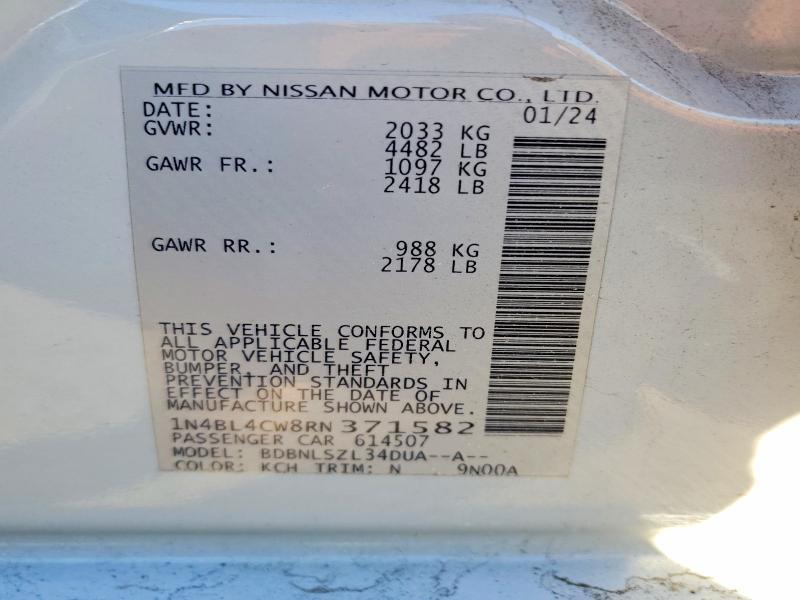 MFD BY NISSAN MOTOR CO., LTD.
DATE: 01/24
GVWR: 2033 KG
4482 LB
GAWR FR.: 1097 KG
2418 LB
GAWR RR.: 988 KG
2178 LB
THIS VEHICLE CONFORMS TO
ALL APPLICABLE FEDERAL
MOTOR VEHICLE SAFETY,
BUMPER, AND THEFT
PREVENTION STANDARDS IN
EFFECT ON THE DATE OF
MANUFACTURE SHOWN ABOVE.
1N4BL4CW8RN371582
PASSENGER CAR 614507
MODEL: BDBNLSZL34DUA--A--
COLOR: KCH TRIM: N 9N00A